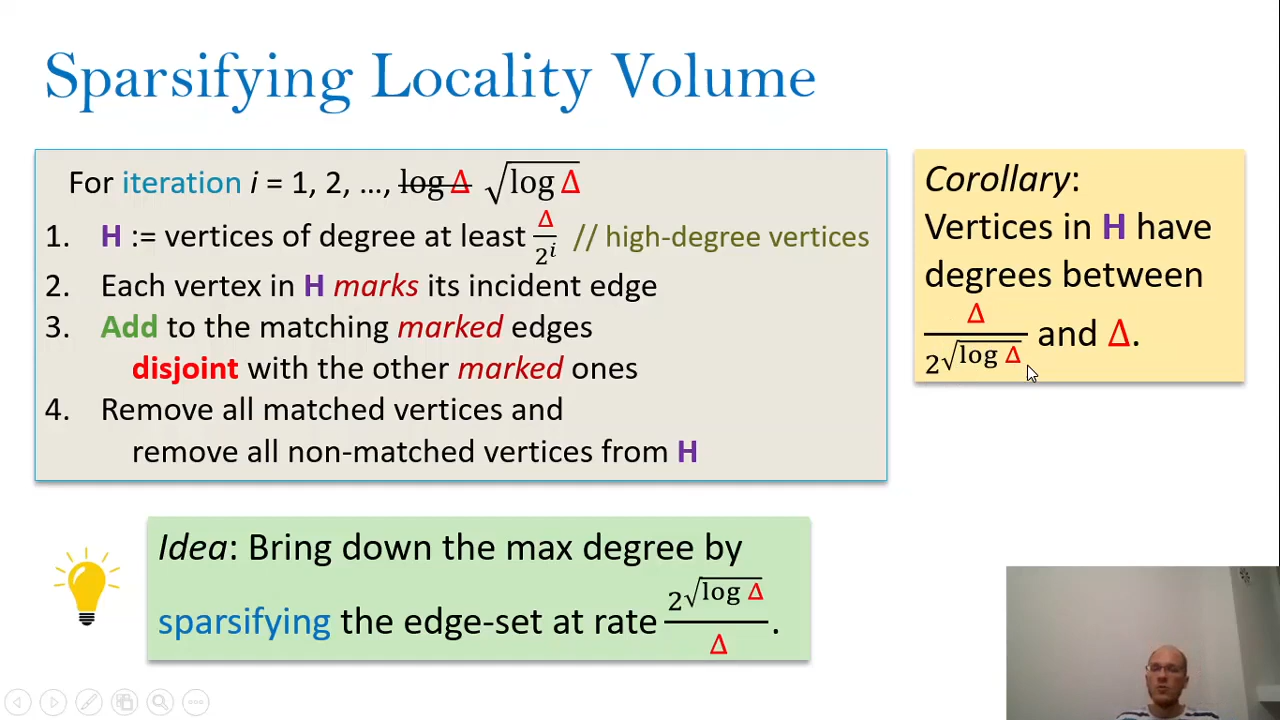 Sparsifying Locality Volume
For iteration i = 1, 2, …, ~~log Δ~~ √(log Δ)
1. H := vertices of degree at least Δ/2^i // high-degree vertices
2. Each vertex in H marks its incident edge
3. Add to the matching marked edges
disjoint with the other marked ones
4. Remove all matched vertices and
remove all non-matched vertices from H
Corollary:
Vertices in H have
degrees between
Δ/2^√(log Δ) and Δ.
Idea: Bring down the max degree by
sparsifying the edge-set at rate 2^√(log Δ)/Δ.